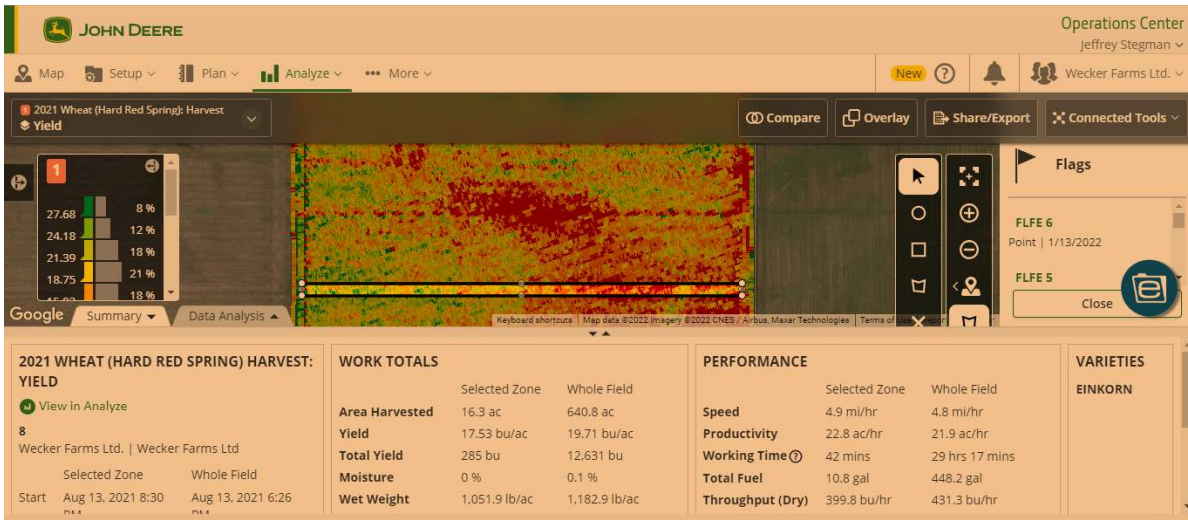 JOHN DEERE
Operations Center
Jeffrey Stegman
Map Setup Plan Analyze More
New ? Wecker Farms Ltd.
1 2021 Wheat (Hard Red Spring): Harvest
Yield
Compare Overlay Share/Export Connected Tools
1
27.68 8 %
24.18 12 %
21.39 18 %
18.75 21 %
18 %
Flags
FLFE 6
Point | 1/13/2022
FLFE 5
Close
Google Summary Data Analysis
Keyboard shortcuts Map data ©2022 Imagery ©2022 CNES / Airbus, Maxar Technologies Terms of
2021 WHEAT (HARD RED SPRING) HARVEST:
YIELD
View in Analyze
8
Wecker Farms Ltd. | Wecker Farms Ltd
Selected Zone Whole Field
Start Aug 13, 2021 8:30 Aug 13, 2021 6:26
PM PM
WORK TOTALS
Selected Zone Whole Field
Area Harvested 16.3 ac 640.8 ac
Yield 17.53 bu/ac 19.71 bu/ac
Total Yield 285 bu 12,631 bu
Moisture 0 % 0.1 %
Wet Weight 1,051.9 lb/ac 1,182.9 lb/ac
PERFORMANCE
Selected Zone Whole Field
Speed 4.9 mi/hr 4.8 mi/hr
Productivity 22.8 ac/hr 21.9 ac/hr
Working Time ? 42 mins 29 hrs 17 mins
Total Fuel 10.8 gal 448.2 gal
Throughput (Dry) 399.8 bu/hr 431.3 bu/hr
VARIETIES
EINKORN